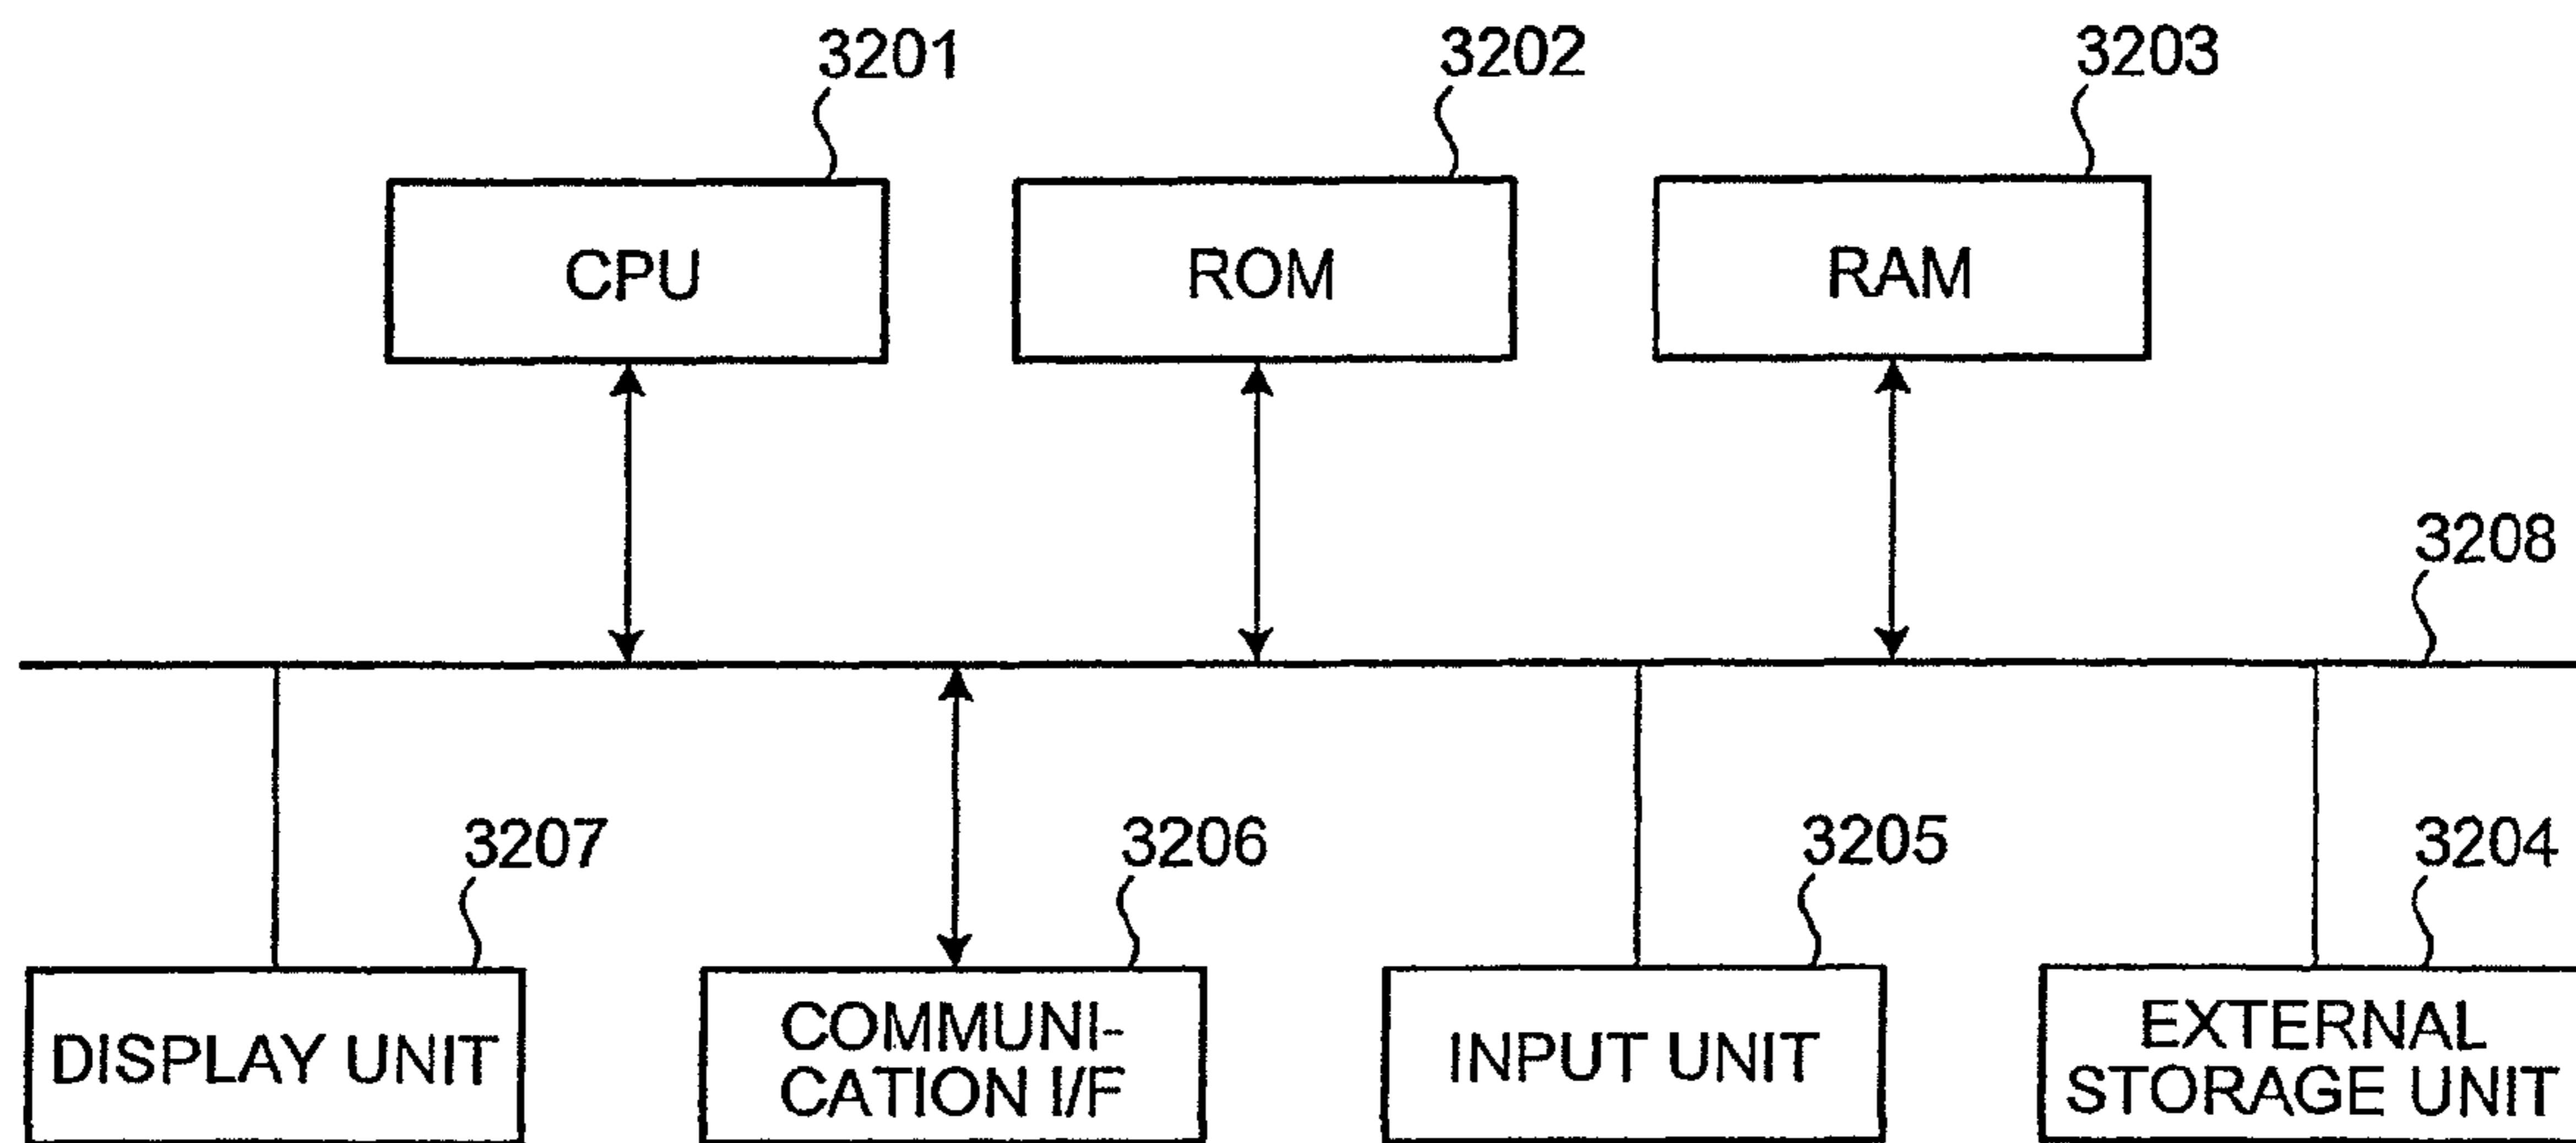 3201
3202
3203
CPU
ROM
RAM
3208
3207
3206
3205
3204
DISPLAY UNIT
COMMUNI-
CATION I/F
INPUT UNIT
EXTERNAL
STORAGE UNIT